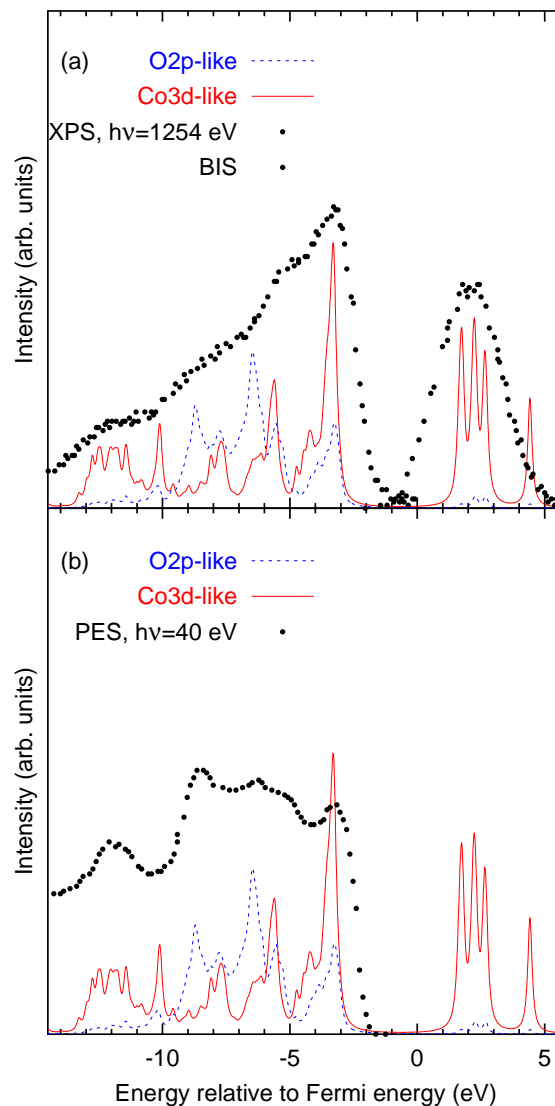 (a)
O2p-like
Co3d-like
XPS, hν=1254 eV
BIS
Intensity (arb. units)
(b)
O2p-like
Co3d-like
PES, hν=40 eV
Intensity (arb. units)
-10 -5 0 5
Energy relative to Fermi energy (eV)